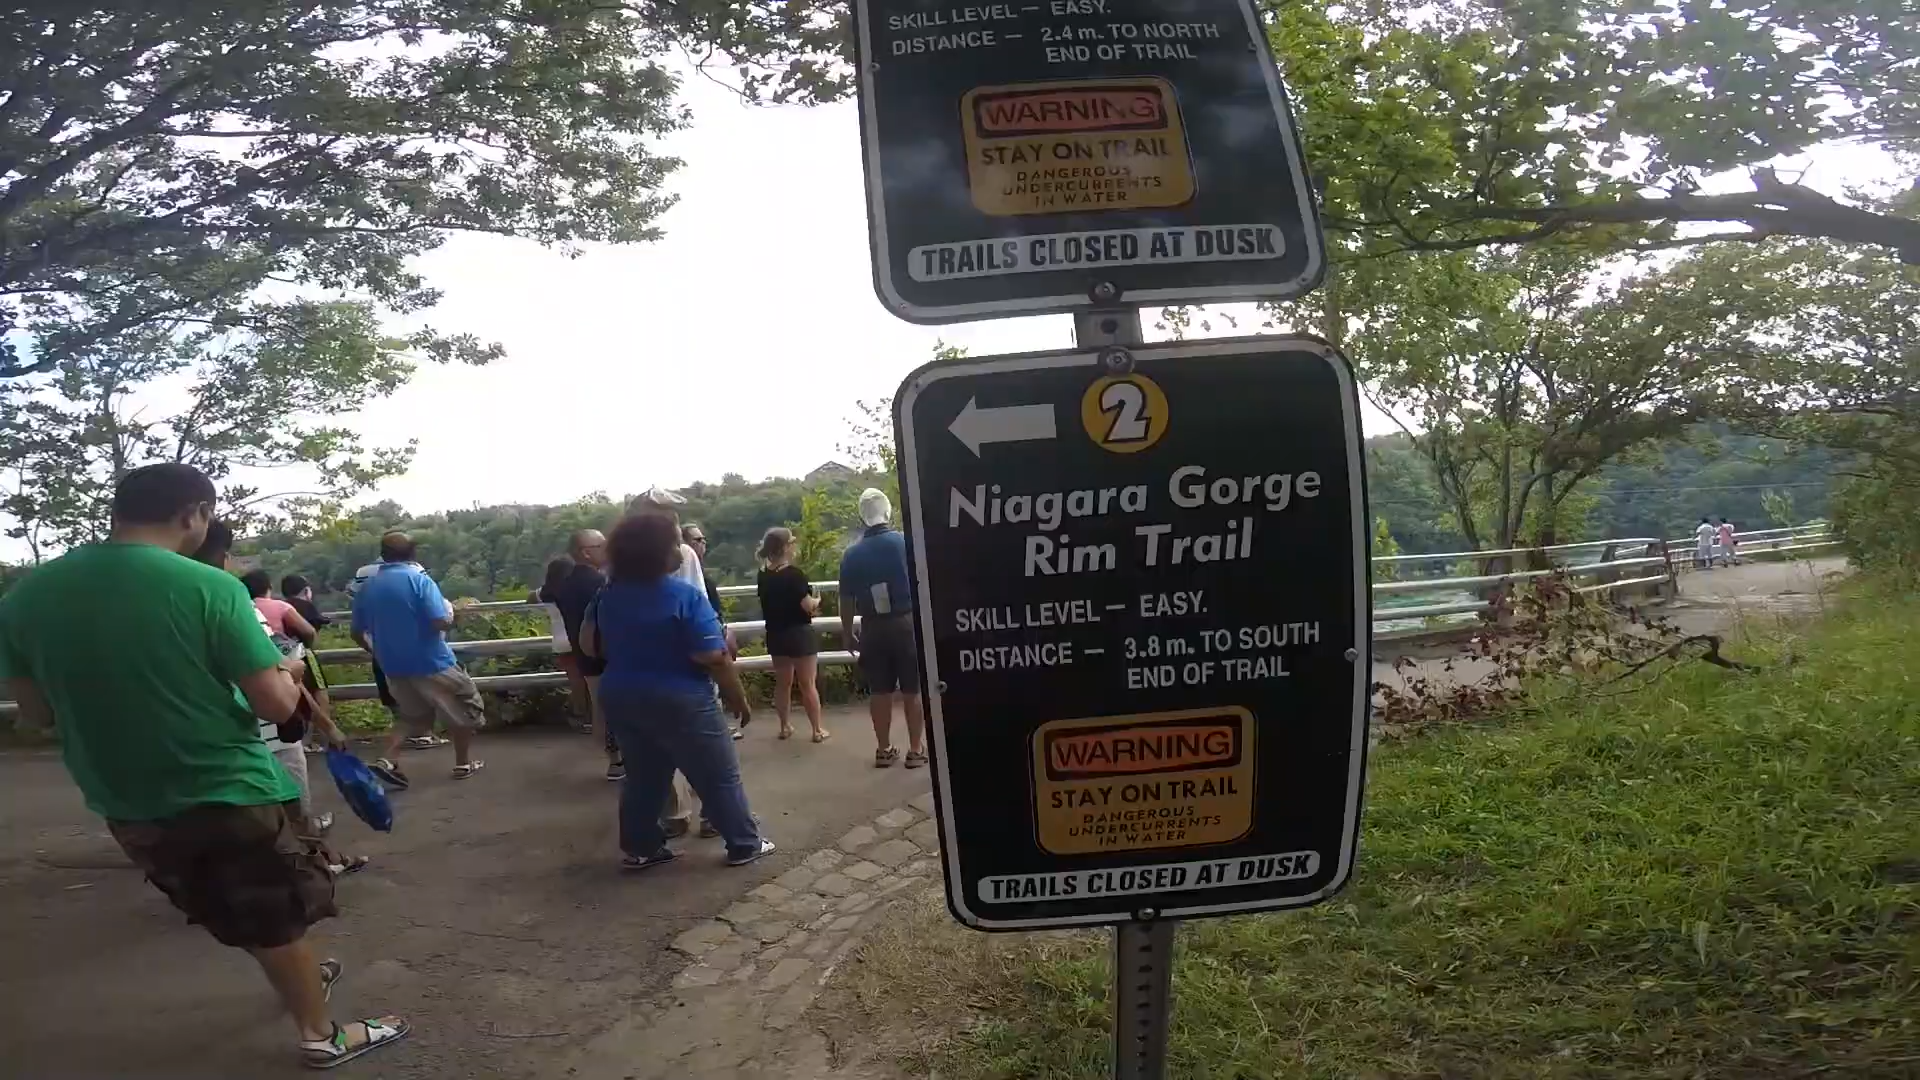 SKILL LEVEL — EASY.
DISTANCE — 2.4 m. TO NORTH
END OF TRAIL
WARNING
STAY ON TRAIL
DANGEROUS
UNDERCURRENTS
IN WATER
TRAILS CLOSED AT DUSK
2
Niagara Gorge
Rim Trail
SKILL LEVEL — EASY.
DISTANCE — 3.8 m. TO SOUTH
END OF TRAIL
WARNING
STAY ON TRAIL
DANGEROUS
UNDERCURRENTS
IN WATER
TRAILS CLOSED AT DUSK